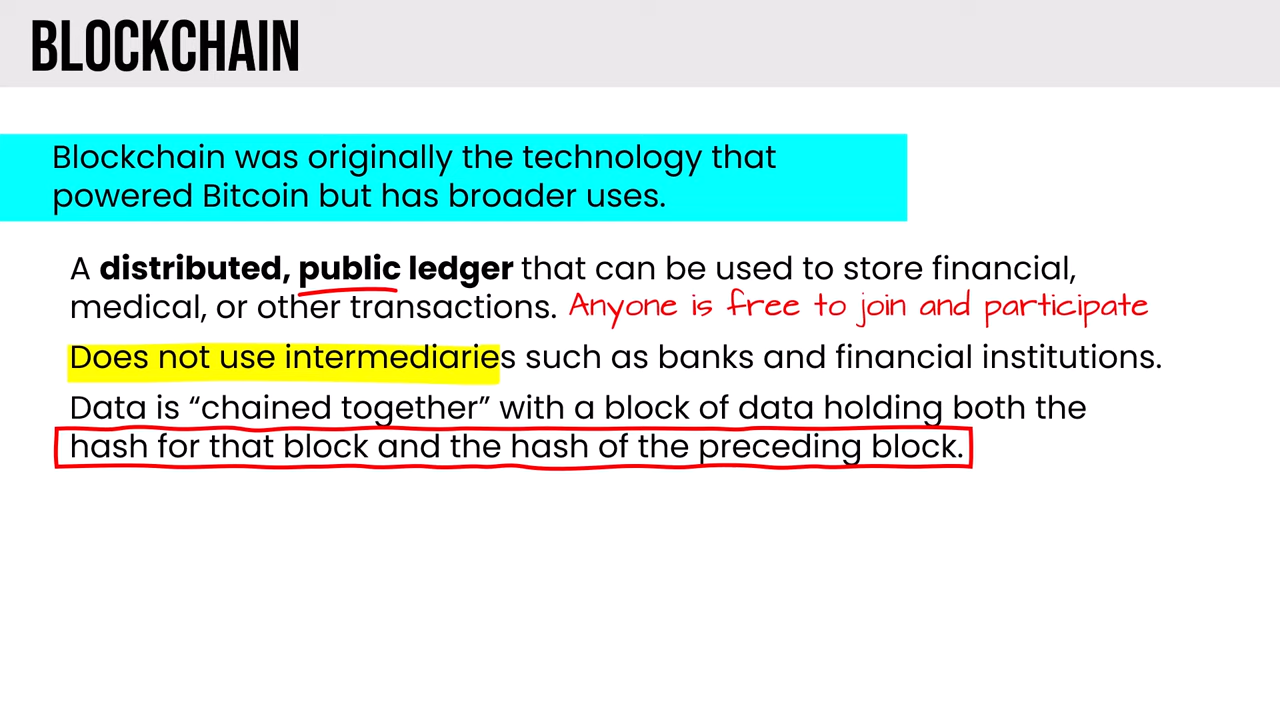 BLOCKCHAIN
Blockchain was originally the technology that
powered Bitcoin but has broader uses.
A distributed, public ledger that can be used to store financial,
medical, or other transactions. Anyone is free to join and participate
Does not use intermediaries such as banks and financial institutions.
Data is “chained together” with a block of data holding both the
hash for that block and the hash of the preceding block.